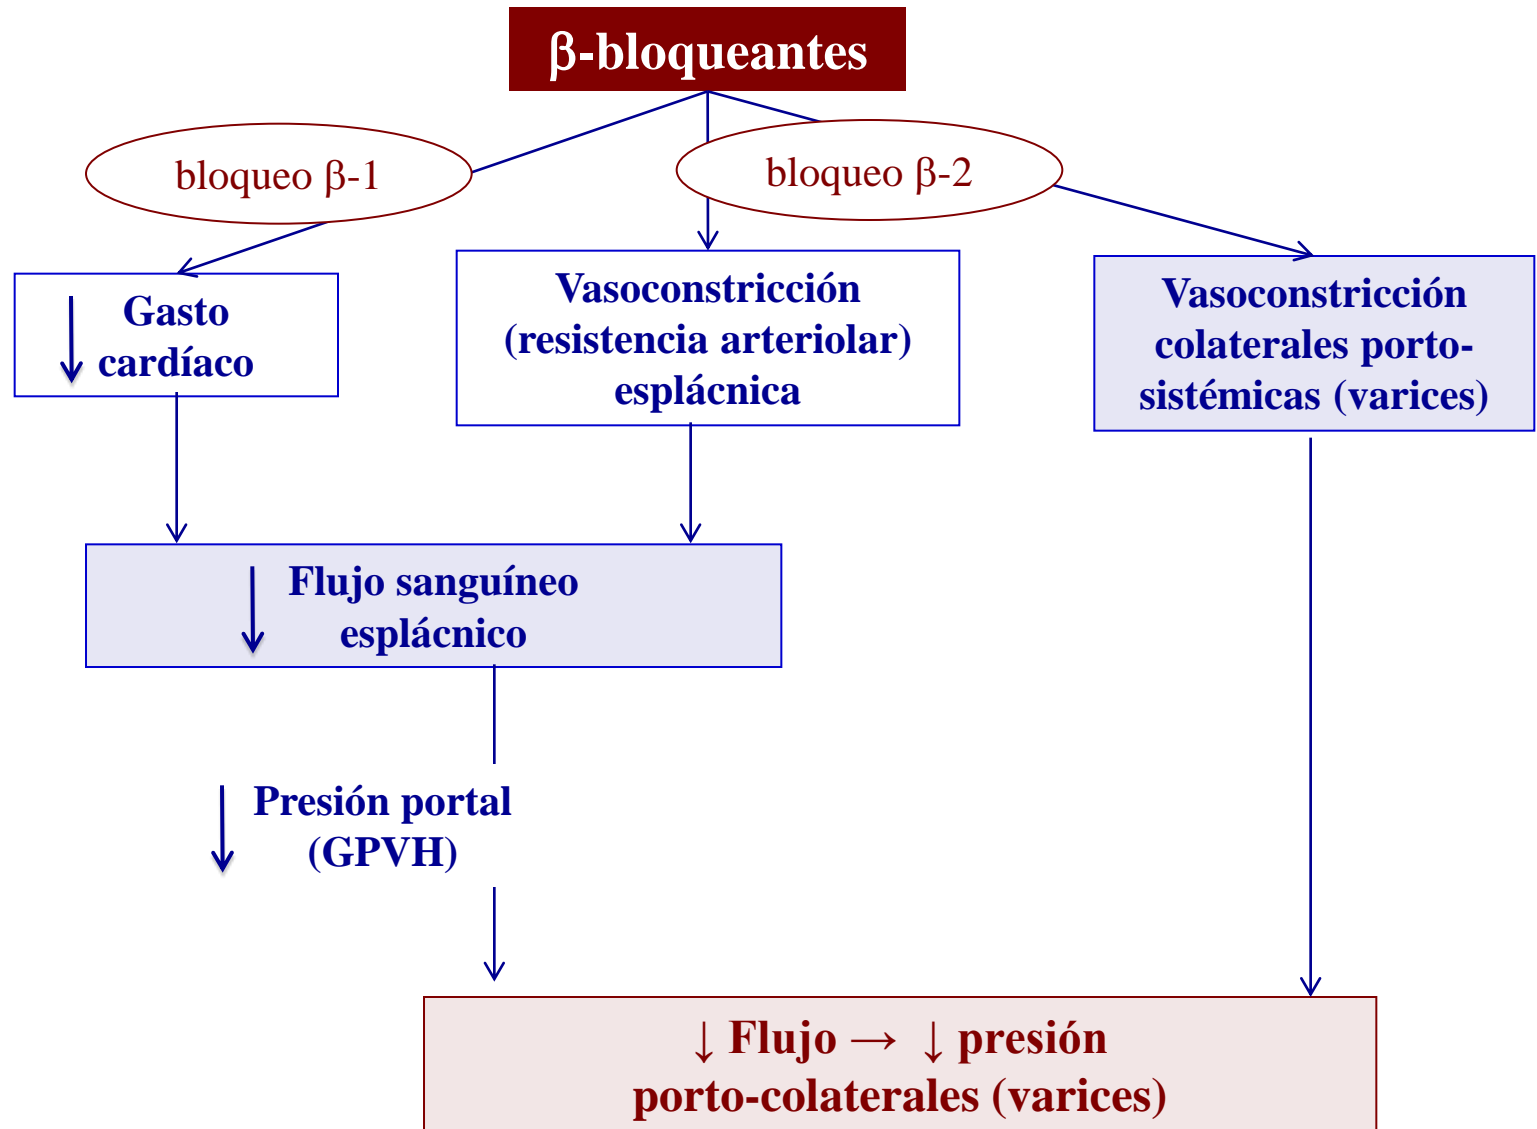 β-bloqueantes
bloqueo β-1
bloqueo β-2
Gasto
cardíaco
Vasoconstricción
(resistencia arteriolar)
esplácnica
Vasoconstricción
colaterales porto-
sistémicas (varices)
Flujo sanguíneo
esplácnico
Presión portal
(GPVH)
↓ Flujo → ↓ presión
porto-colaterales (varices)